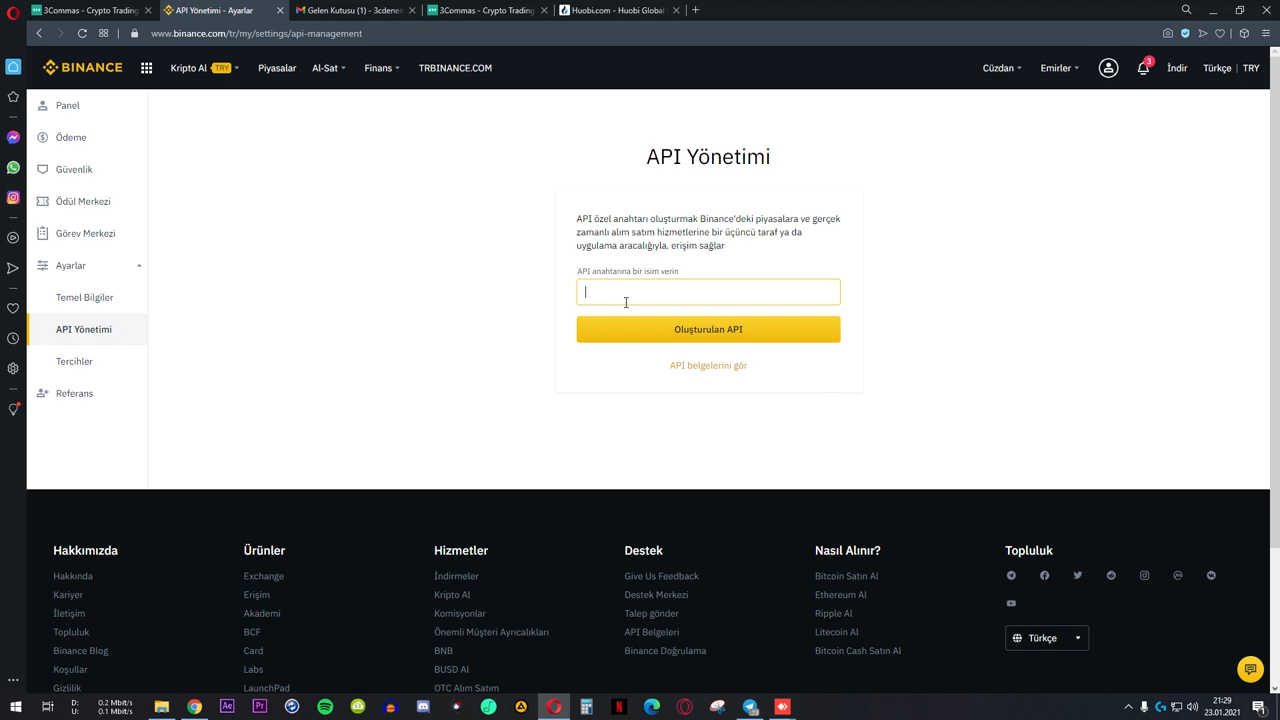 3Commas - Crypto Trading
API Yönetimi - Ayarlar
Gelen Kutusu (1) - 3cdenen
3Commas - Crypto Trading
Huobi.com - Huobi Global
www.binance.com/tr/my/settings/api-management
BINANCE
Kripto Al TRY
Piyasalar
Al-Sat
Finans
TRBINANCE.COM
Cüzdan
Emirler
3
İndir
Türkçe
TRY
Panel
Ödeme
Güvenlik
Ödül Merkezi
Görev Merkezi
Ayarlar
Temel Bilgiler
API Yönetimi
Tercihler
Referans
API Yönetimi
API özel anahtarı oluşturmak Binance'deki piyasalara ve gerçek
zamanlı alım satım hizmetlerine bir üçüncü taraf ya da
uygulama aracalığıyla, erişim sağlar
API anahtarına bir isim verin
Oluşturulan API
API belgelerini gör
Hakkımızda
Hakkında
Kariyer
İletişim
Topluluk
Binance Blog
Koşullar
Gizlilik
Ürünler
Exchange
Erişim
Akademi
BCF
Card
Labs
LaunchPad
Hizmetler
İndirmeler
Kripto Al
Komisyonlar
Önemli Müşteri Ayrıcalıkları
BNB
BUSD Al
OTC Alım Satım
Destek
Give Us Feedback
Destek Merkezi
Talep gönder
API Belgeleri
Binance Doğrulama
Nasıl Alınır?
Bitcoin Satın Al
Ethereum Al
Ripple Al
Litecoin Al
Bitcoin Cash Satın Al
Topluluk
Türkçe
D: 0.2 Mbit/s
U: 0.1 Mbit/s
Ae
Pr
21:29
23.01.2021